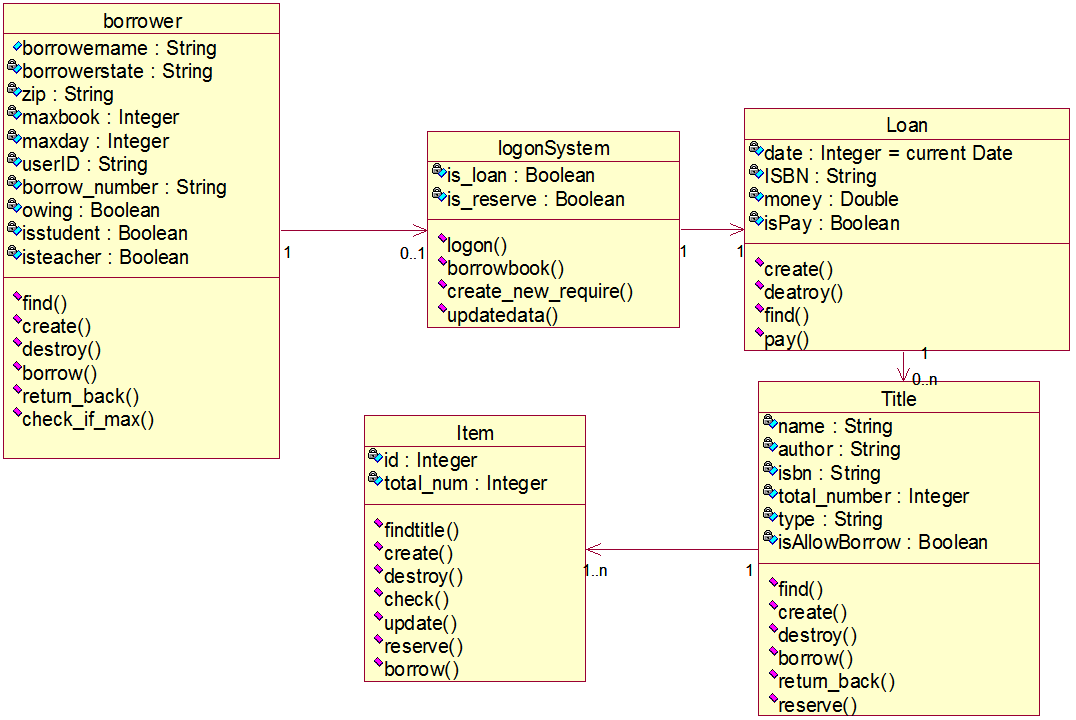 borrower
borrowername : String
borrowerstate : String
zip : String
maxbook : Integer
maxday : Integer
userID : String
borrow_number : String
owing : Boolean
isstudent : Boolean
isteacher : Boolean
find()
create()
destroy()
borrow()
return_back()
check_if_max()
1
0..1
logonSystem
is_loan : Boolean
is_reserve : Boolean
logon()
borrowbook()
create_new_require()
updatedata()
1
1
Loan
date : Integer = current Date
ISBN : String
money : Double
isPay : Boolean
create()
deatroy()
find()
pay()
1
0..n
Title
name : String
author : String
isbn : String
total_number : Integer
type : String
isAllowBorrow : Boolean
find()
create()
destroy()
borrow()
return_back()
reserve()
1
1..n
Item
id : Integer
total_num : Integer
findtitle()
create()
destroy()
check()
update()
reserve()
borrow()